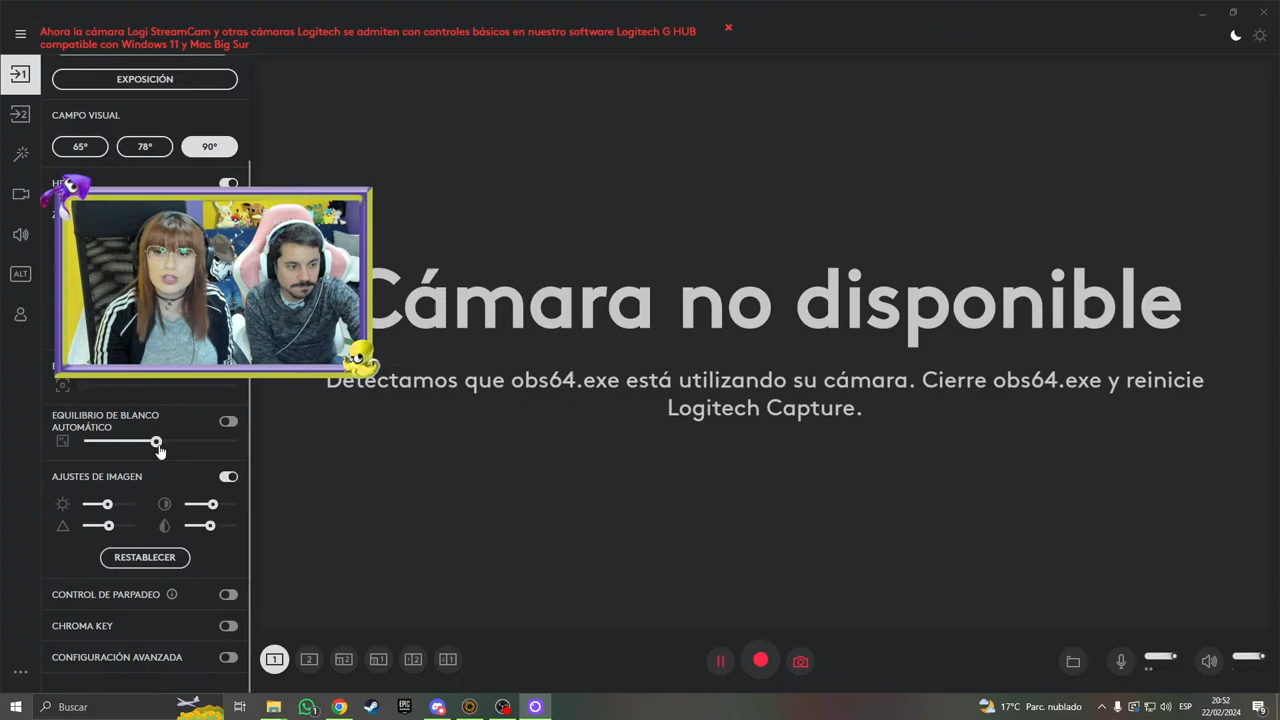 Ahora la cámara Logi StreamCam y otras cámaras Logitech se admiten con controles básicos en nuestro software Logitech G HUB
compatible con Windows 11 y Mac Big Sur
EXPOSICIÓN
CAMPO VISUAL
65° 78° 90°
ALT
Cámara no disponible
Detectamos que obs64.exe está utilizando su cámara. Cierre obs64.exe y reinicie
Logitech Capture.
EQUILIBRIO DE BLANCO
AUTOMÁTICO
AJUSTES DE IMAGEN
RESTABLECER
CONTROL DE PARPADEO
CHROMA KEY
CONFIGURACIÓN AVANZADA
Buscar
17°C Parc. nublado
ESP
20:52
22/02/2024